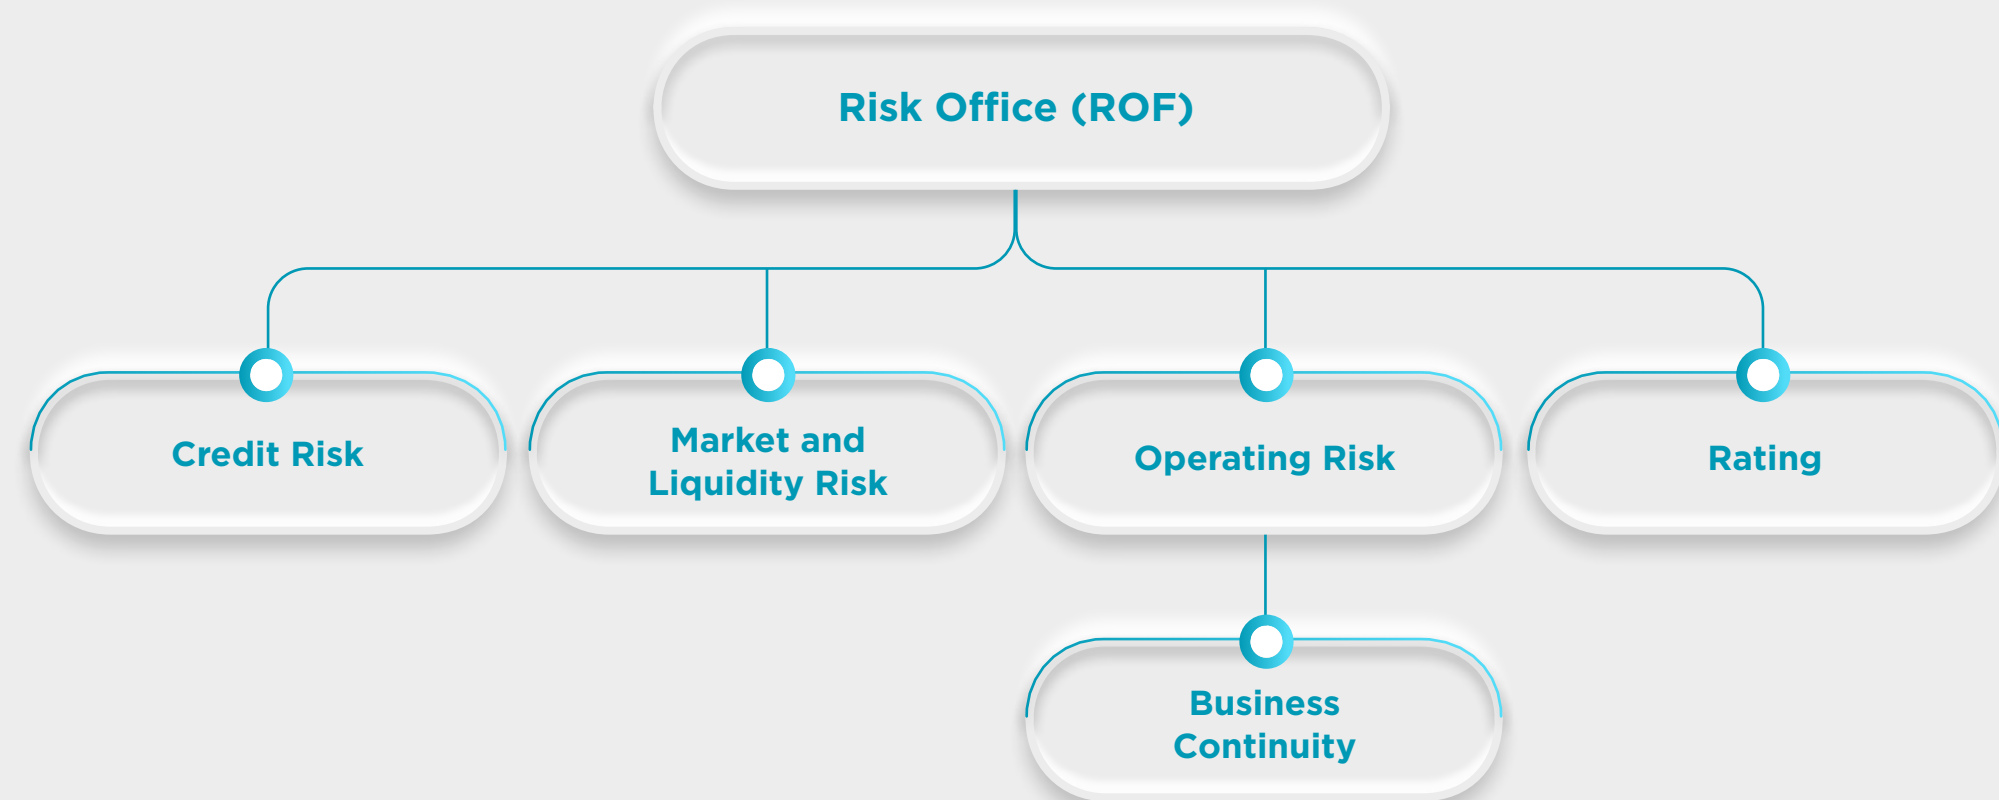 Risk Office (ROF)
Credit Risk
Market and
Liquidity Risk
Operating Risk
Rating
Business
Continuity